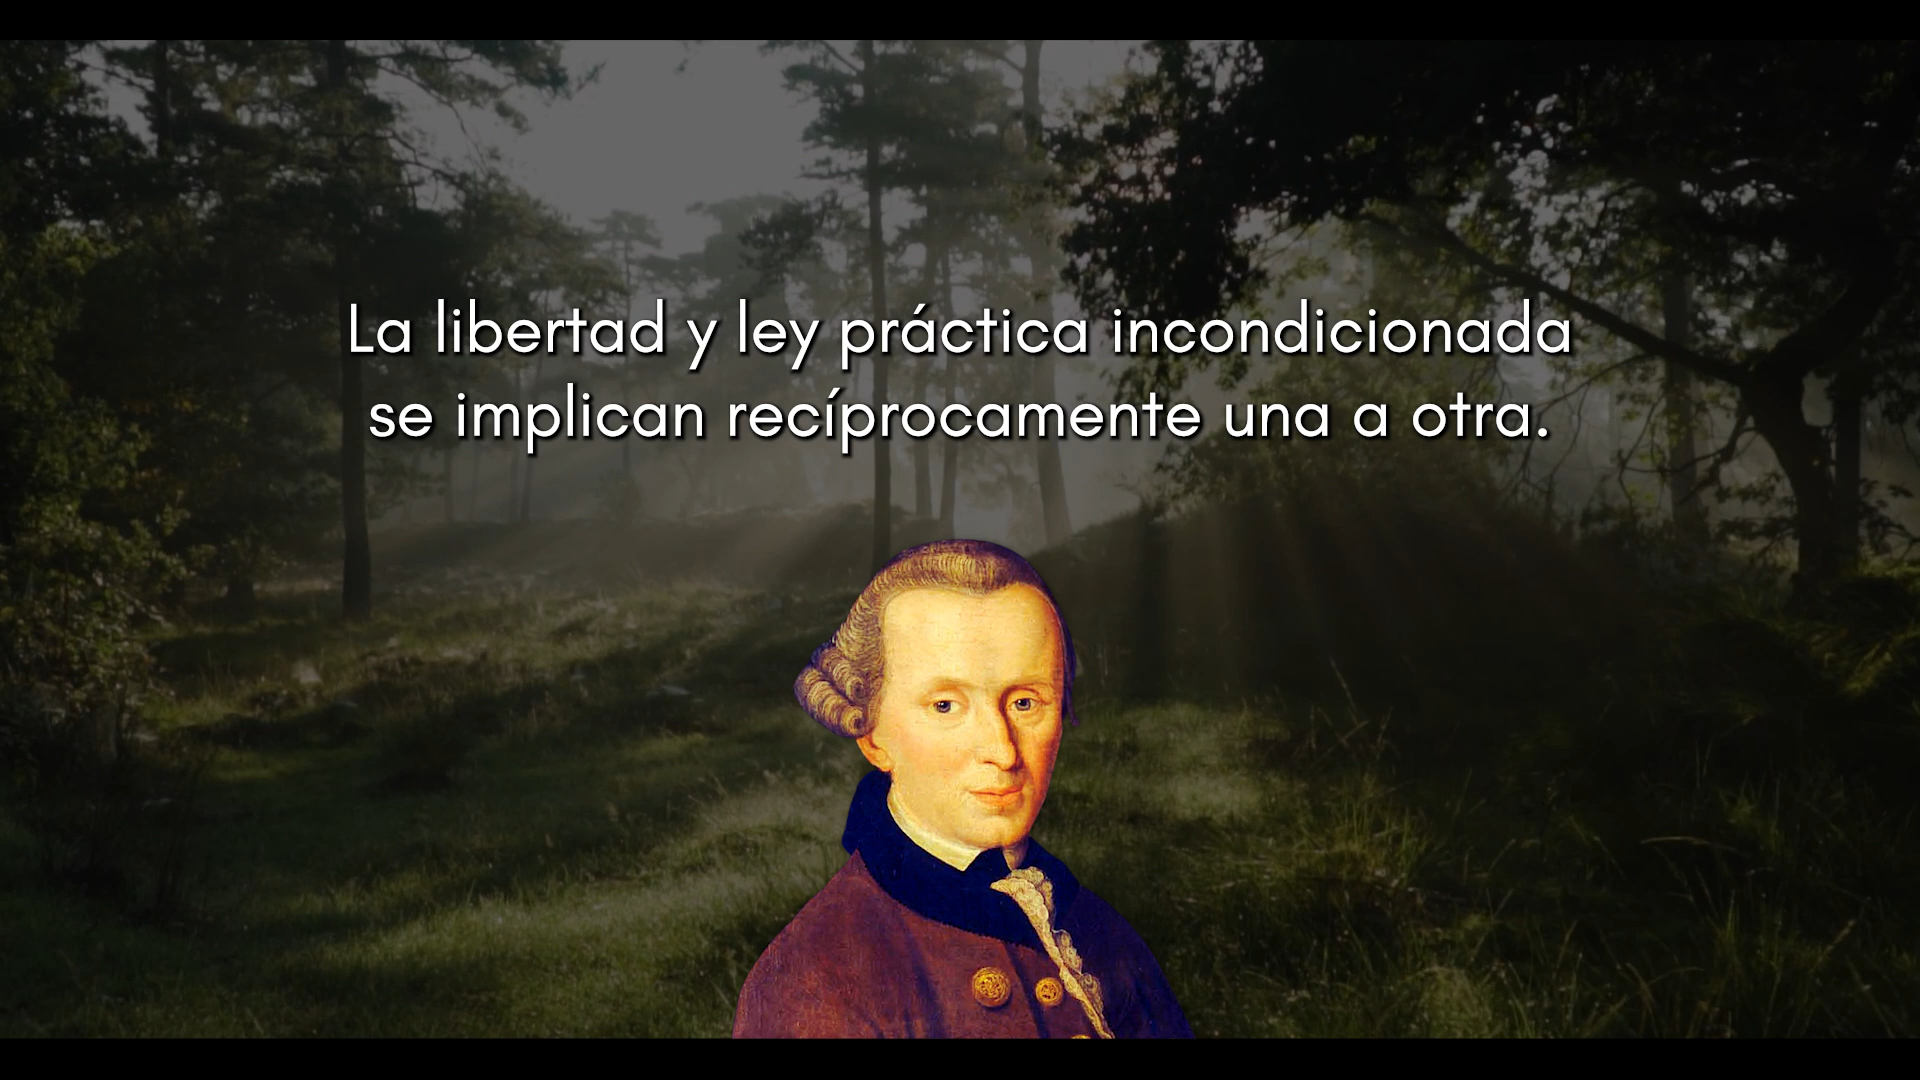 La libertad y ley práctica incondicionada
se implican recíprocamente una a otra.